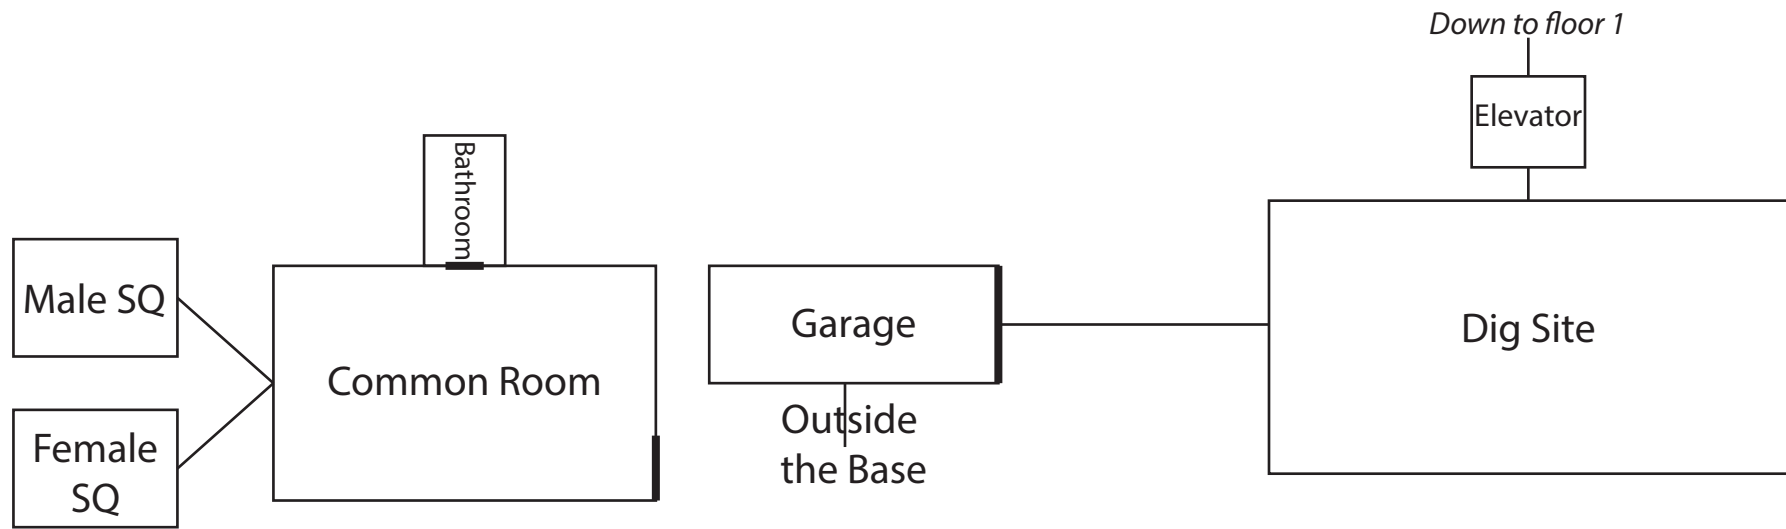 Down to floor 1
Elevator
Bathroom
Male SQ
Garage
Dig Site
Common Room
Outside
the Base
Female
SQ